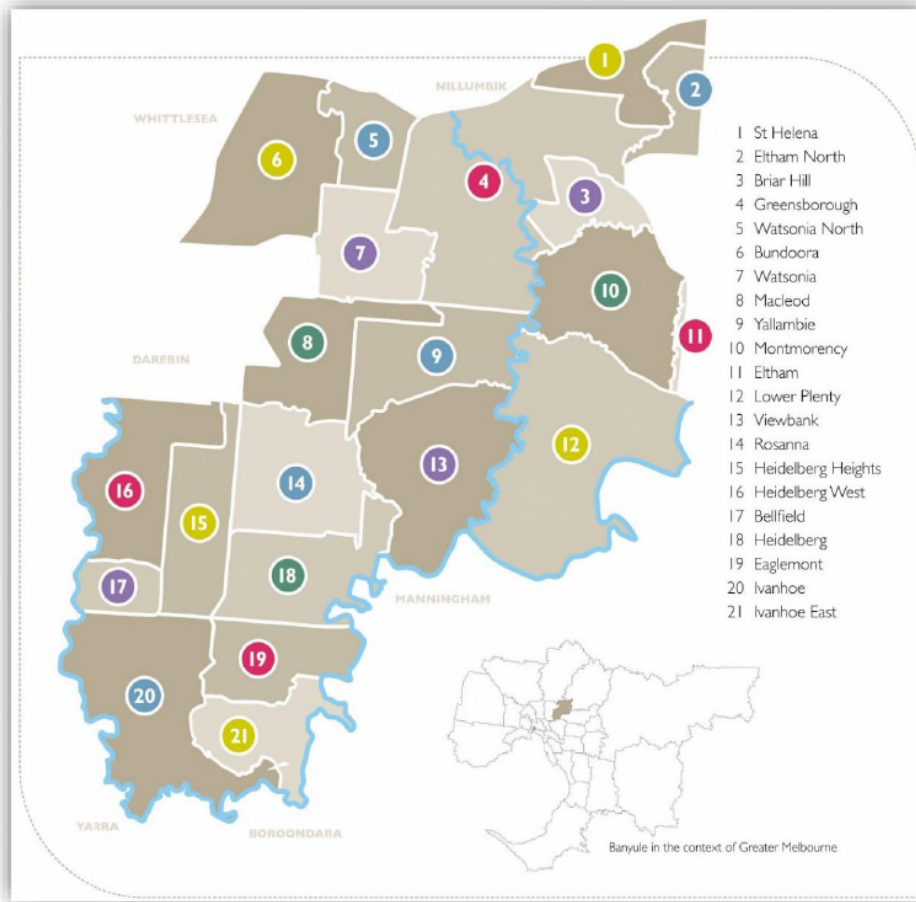 NILLUMBIK
WHITTLESEA
1
2
5
6
4
3
7
10
11
8
9
DAREBIN
12
13
14
16
15
18
17
MANNINGHAM
19
20
21
YARRA
BOROONDARA
1 St Helena
2 Eltham North
3 Briar Hill
4 Greensborough
5 Watsonia North
6 Bundoora
7 Watsonia
8 Macleod
9 Yallambie
10 Montmorency
11 Eltham
12 Lower Plenty
13 Viewbank
14 Rosanna
15 Heidelberg Heights
16 Heidelberg West
17 Bellfield
18 Heidelberg
19 Eaglemont
20 Ivanhoe
21 Ivanhoe East
Banyule in the context of Greater Melbourne